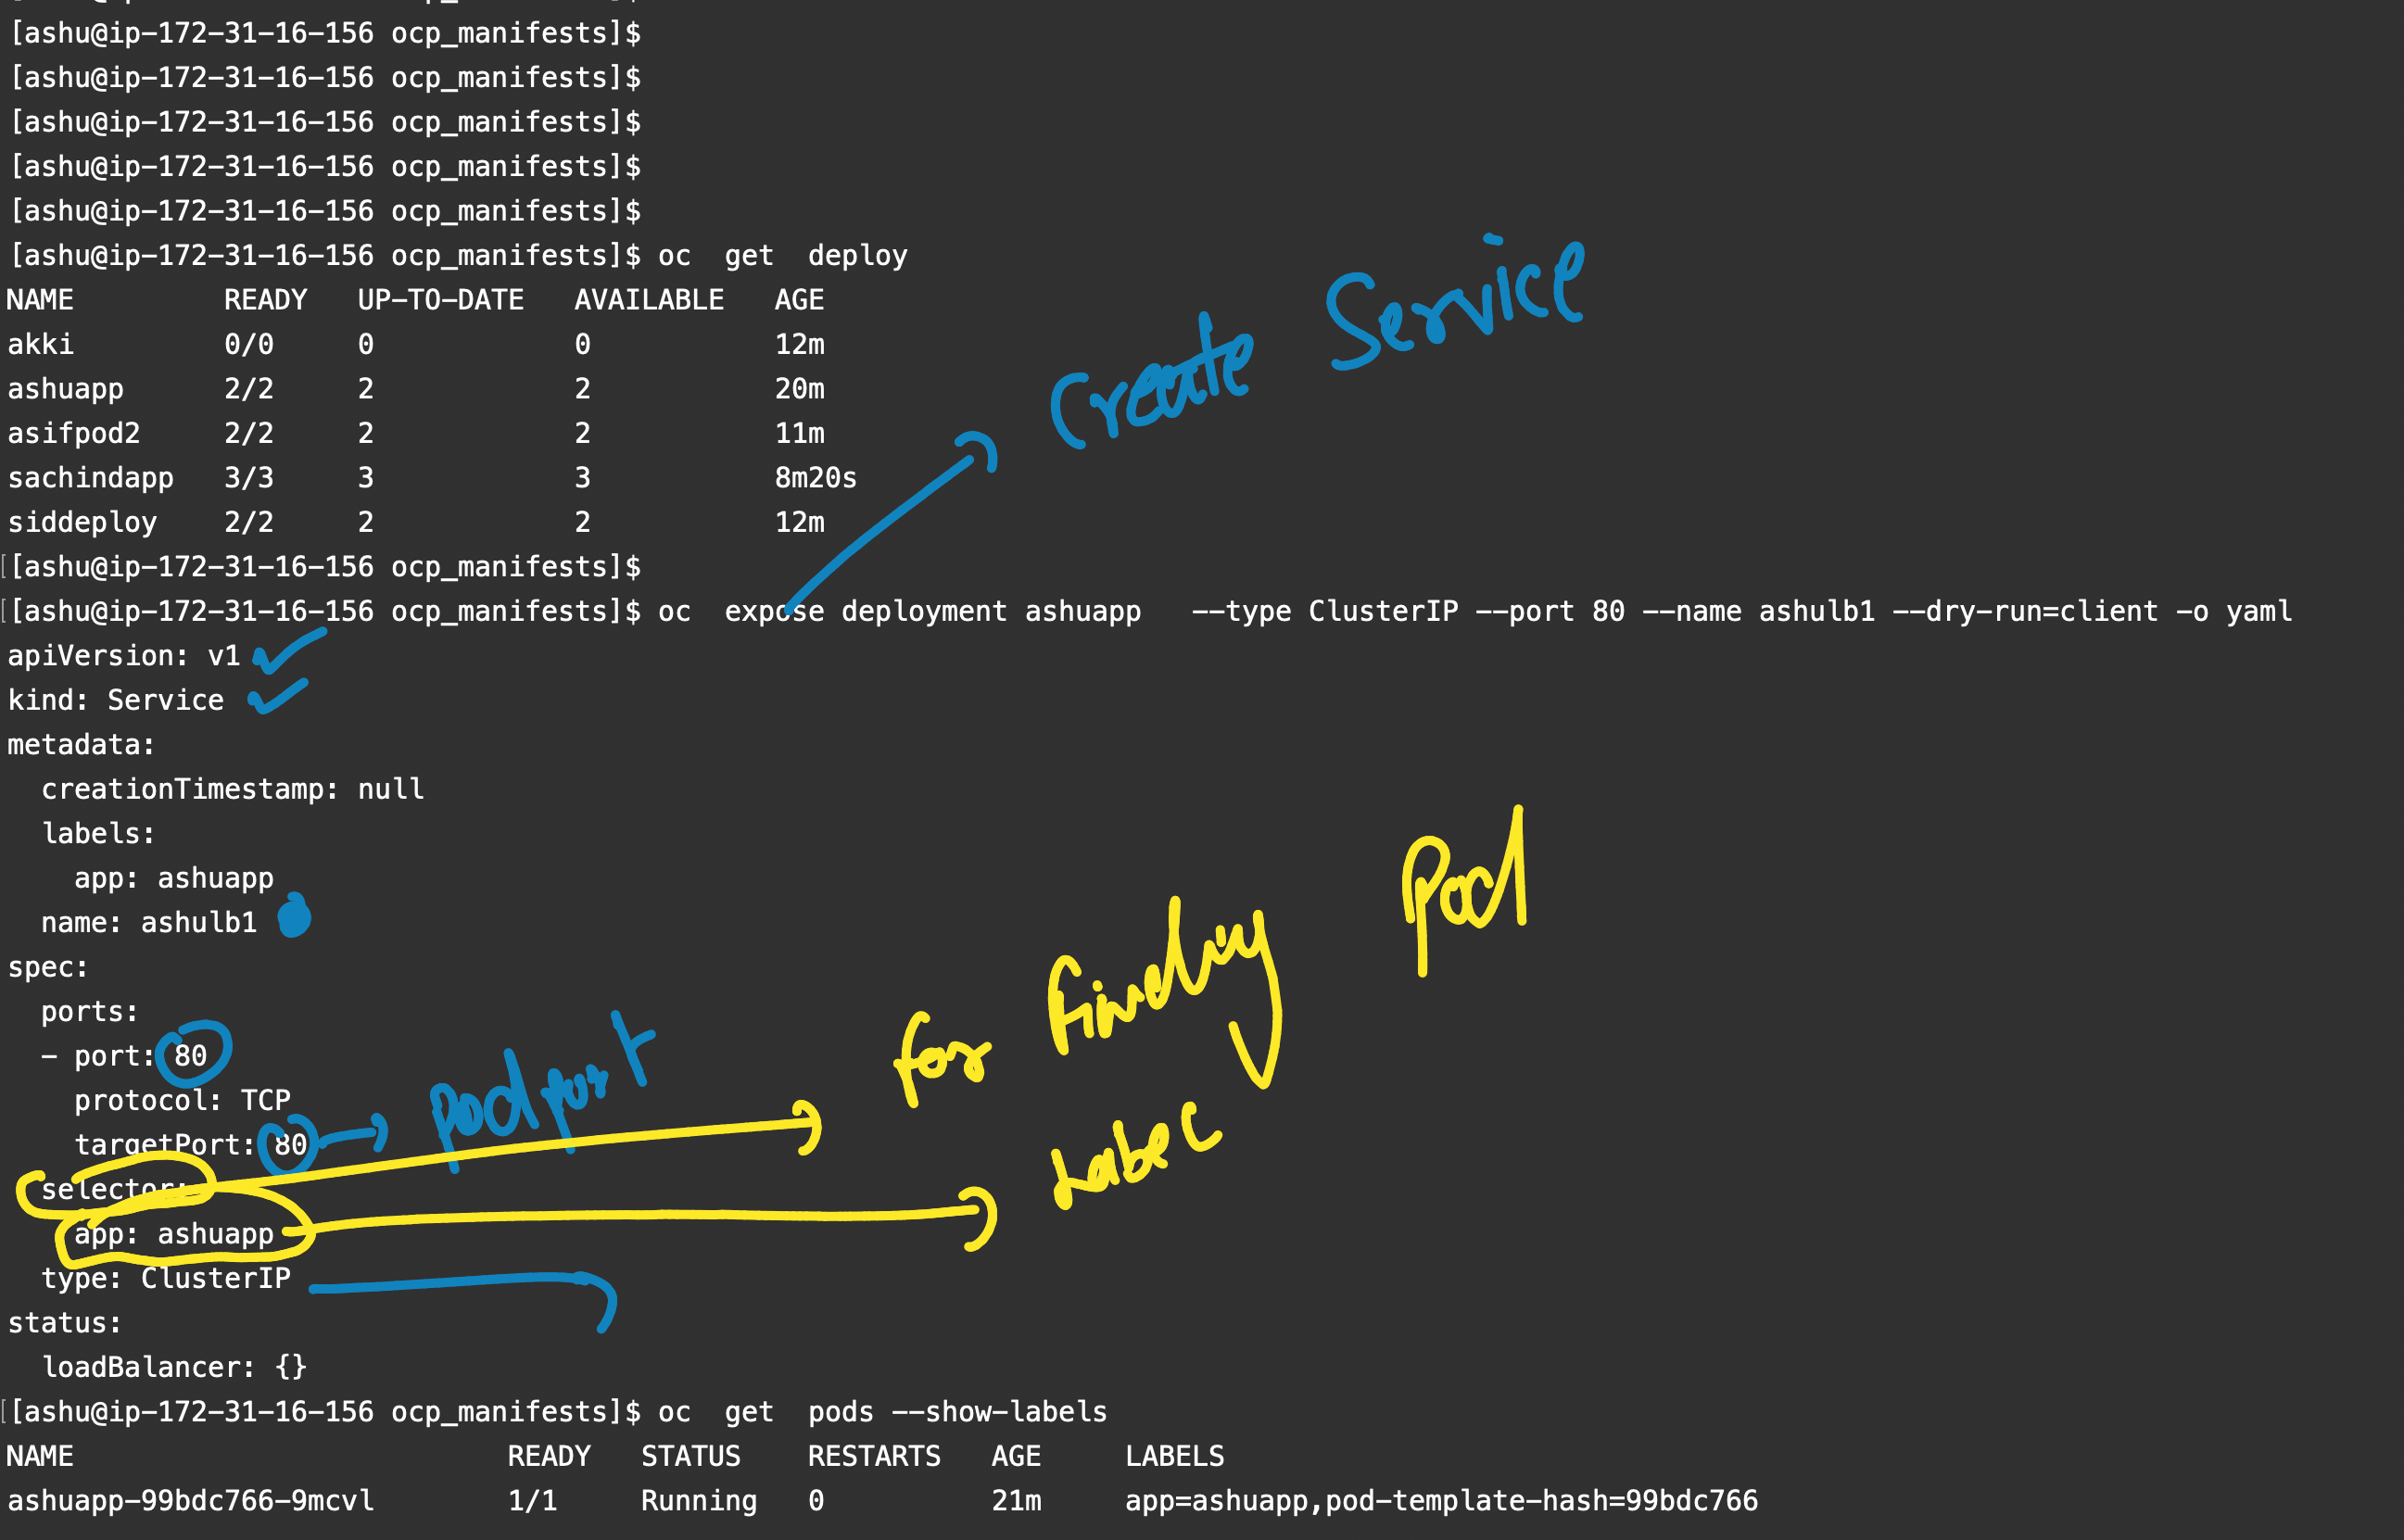 [ashu@ip-172-31-16-156 ocp_manifests]$
[ashu@ip-172-31-16-156 ocp_manifests]$
[ashu@ip-172-31-16-156 ocp_manifests]$
[ashu@ip-172-31-16-156 ocp_manifests]$
[ashu@ip-172-31-16-156 ocp_manifests]$
[ashu@ip-172-31-16-156 ocp_manifests]$ oc  get  deploy
NAME         READY   UP-TO-DATE   AVAILABLE   AGE
akki         0/0     0            0           12m
ashuapp      2/2     2            2           20m
asifpod2     2/2     2            2           11m
sachindapp   3/3     3            3           8m20s
siddeploy    2/2     2            2           12m
Create Service
[[ashu@ip-172-31-16-156 ocp_manifests]$
[[ashu@ip-172-31-16-156 ocp_manifests]$ oc  expose deployment ashuapp   --type ClusterIP --port 80 --name ashulb1 --dry-run=client -o yaml
apiVersion: v1
kind: Service
metadata:
  creationTimestamp: null
  labels:
    app: ashuapp
  name: ashulb1
spec:
  ports:
  - port: 80
    protocol: TCP
    targetPort: 80
pod port
  selector:
for Finding Pod
    app: ashuapp
Label
  type: ClusterIP
status:
  loadBalancer: {}
[[ashu@ip-172-31-16-156 ocp_manifests]$ oc  get  pods --show-labels
NAME                          READY   STATUS    RESTARTS   AGE     LABELS
ashuapp-99bdc766-9mcvl        1/1     Running   0          21m     app=ashuapp,pod-template-hash=99bdc766